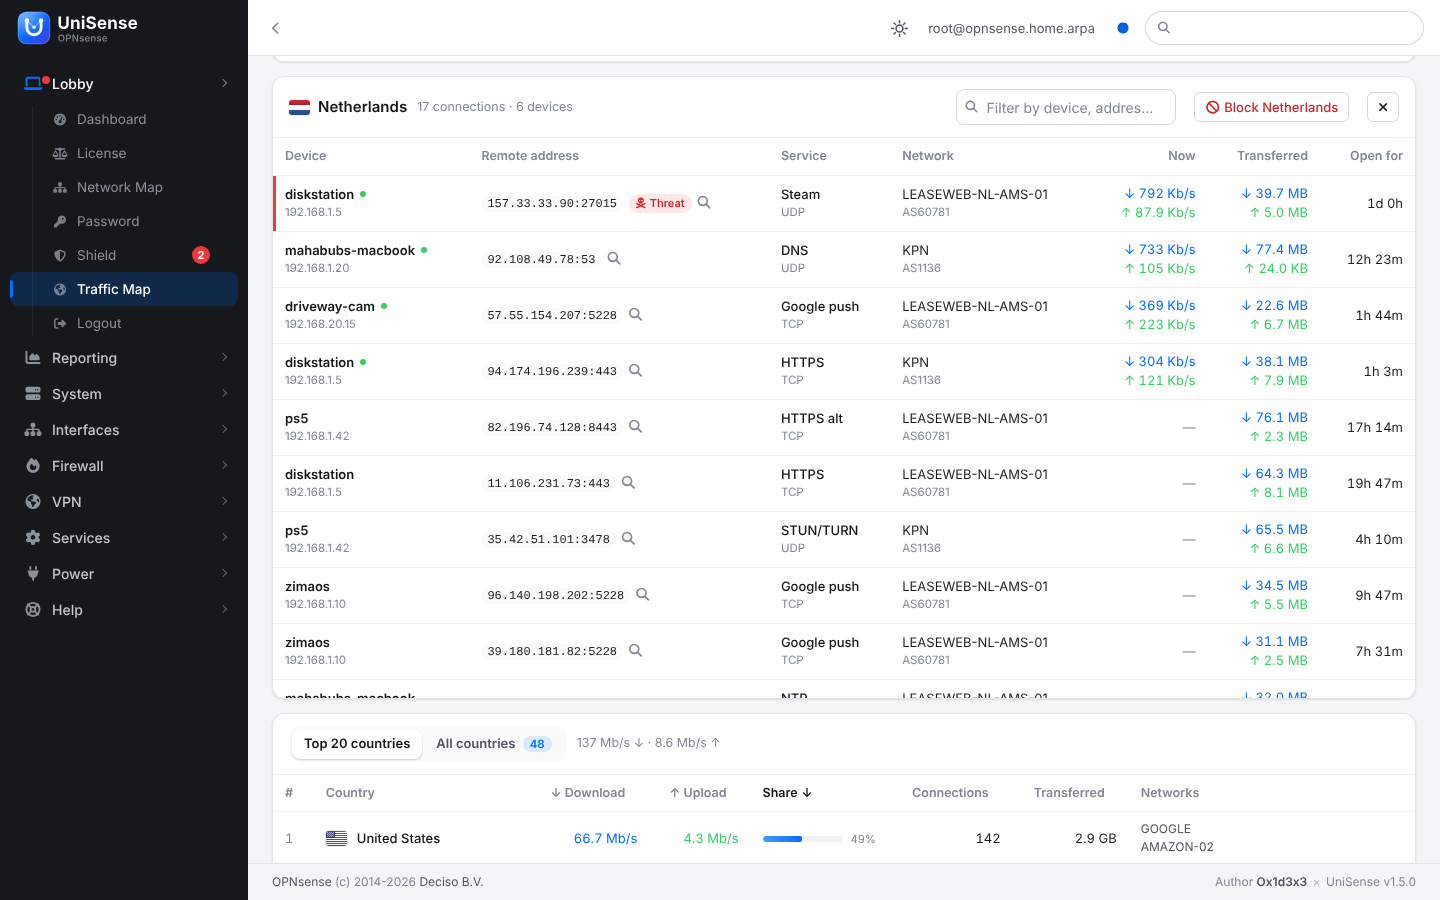 UniSense
OPNsense
root@opnsense.home.arpa
Lobby
Dashboard
License
Network Map
Password
Shield 2
Traffic Map
Logout
Reporting
System
Interfaces
Firewall
VPN
Services
Power
Help
Netherlands 17 connections · 6 devices
Filter by device, addres...
Block Netherlands
Device Remote address Service Network Now Transferred Open for
diskstation 157.33.33.90:27015 Threat Steam LEASEWEB-NL-AMS-01 ↓ 792 Kb/s ↓ 39.7 MB 1d 0h
192.168.1.5 UDP AS60781 ↑ 87.9 Kb/s ↑ 5.0 MB
mahabubs-macbook 92.108.49.78:53 DNS KPN ↓ 733 Kb/s ↓ 77.4 MB 12h 23m
192.168.1.20 UDP AS1136 ↑ 105 Kb/s ↑ 24.0 KB
driveway-cam 57.55.154.207:5228 Google push LEASEWEB-NL-AMS-01 ↓ 369 Kb/s ↓ 22.6 MB 1h 44m
192.168.20.15 TCP AS60781 ↑ 223 Kb/s ↑ 6.7 MB
diskstation 94.174.196.239:443 HTTPS KPN ↓ 304 Kb/s ↓ 38.1 MB 1h 3m
192.168.1.5 TCP AS1136 ↑ 121 Kb/s ↑ 7.9 MB
ps5 82.196.74.128:8443 HTTPS alt LEASEWEB-NL-AMS-01 — ↓ 76.1 MB 17h 14m
192.168.1.42 TCP AS60781 ↑ 2.3 MB
diskstation 11.106.231.73:443 HTTPS LEASEWEB-NL-AMS-01 — ↓ 64.3 MB 19h 47m
192.168.1.5 TCP AS60781 ↑ 8.1 MB
ps5 35.42.51.101:3478 STUN/TURN KPN — ↓ 65.5 MB 4h 10m
192.168.1.42 UDP AS1136 ↑ 6.6 MB
zimaos 96.140.198.202:5228 Google push LEASEWEB-NL-AMS-01 — ↓ 34.5 MB 9h 47m
192.168.1.10 TCP AS60781 ↑ 5.5 MB
zimaos 39.180.181.82:5228 Google push LEASEWEB-NL-AMS-01 — ↓ 31.1 MB 7h 31m
192.168.1.10 TCP AS60781 ↑ 2.5 MB
mahabubs-macbook NTP LEASEWEB-NL-AMS-01 ↓ 32.0 MB
Top 20 countries All countries 48 137 Mb/s ↓ · 8.6 Mb/s ↑
# Country ↓ Download ↑ Upload Share ↓ Connections Transferred Networks
1 United States 66.7 Mb/s 4.3 Mb/s 49% 142 2.9 GB GOOGLE
AMAZON-02
OPNsense (c) 2014-2026 Deciso B.V.
Author Ox1d3x3 × UniSense v1.5.0